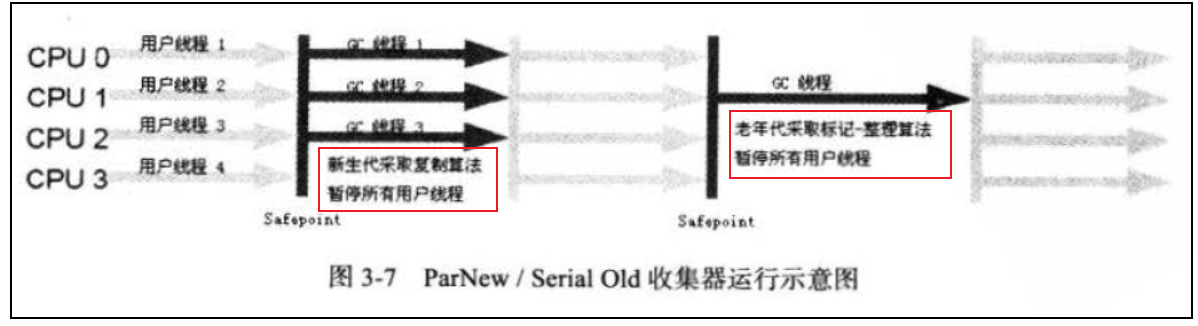 CPU 0
用户线程 1
GC 线程 1
CPU 1
用户线程 2
GC 线程 2
GC 线程
CPU 2
用户线程 3
GC 线程 3
CPU 3
用户线程 4
新生代采取复制算法
暂停所有用户线程
老年代采取标记-整理算法
暂停所有用户线程
Safepoint
Safepoint
图 3-7 ParNew / Serial Old 收集器运行示意图